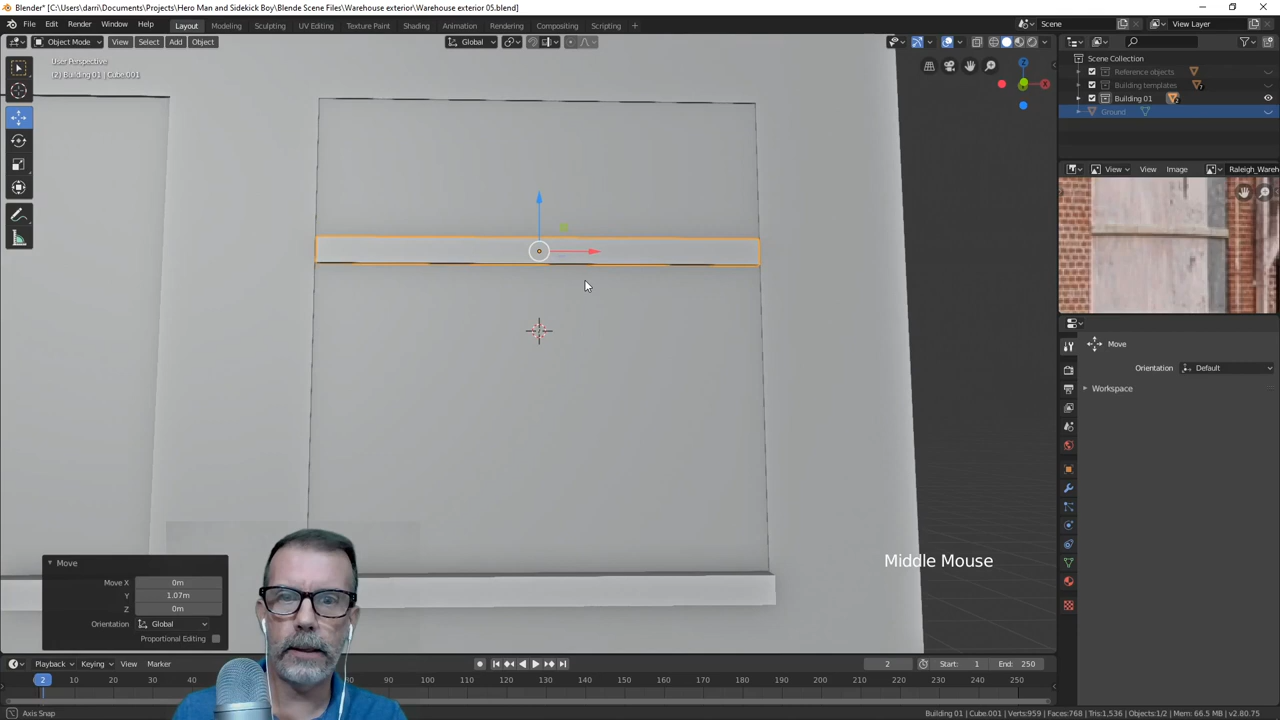 Blender* [C:\Users\darri\Documents\Projects\Hero Man and Sidekick Boy\Blende Scene Files\Warehouse exterior\Warehouse exterior 05.blend]
File Edit Render Window Help Layout Modeling Sculpting UV Editing Texture Paint Shading Animation Rendering Compositing Scripting + Scene View Layer
Object Mode View Select Add Object Global
User Perspective
(2) Building 01 | Cube.001
Scene Collection
Reference objects
Building templates
Building 01
Ground
View View Image Raleigh_Wareh
Move
Orientation Default
Workspace
Middle Mouse
Move
Move X 0m
Y 1.07m
Z 0m
Orientation Global
Proportional Editing
Playback Keying View Marker 2 Start: 1 End: 250
2 10 20 30 40 50 60 70 80 90 100 110 120 130 140 150 160 170 180 190 200 210 220 230 240 250
Axis Snap
Building 01 | Cube.001 | Verts:959 | Faces:768 | Tris:1,536 | Objects:1/2 | Mem: 66.5 MB | v2.80.75